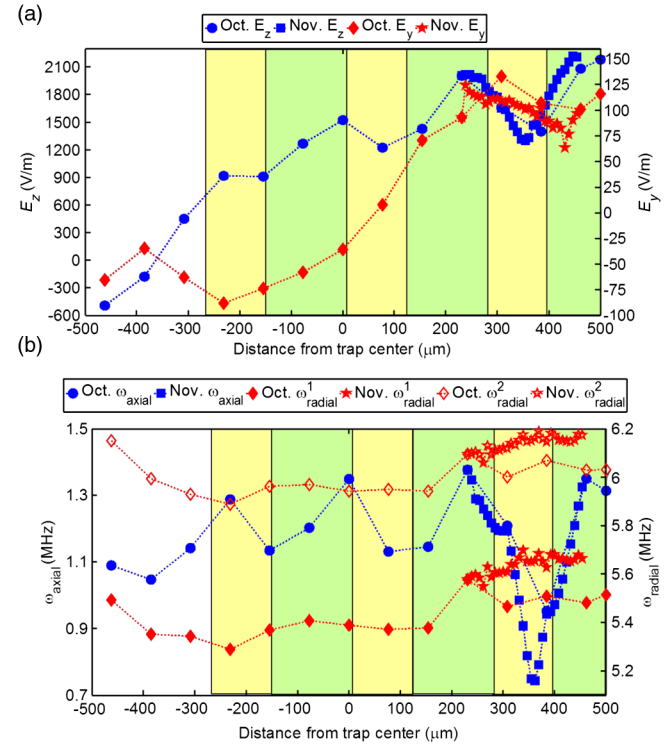 (a)
Oct. E_z Nov. E_z Oct. E_y Nov. E_y
2100
1800
1500
1200
900
600
300
0
-300
-600
E_z (V/m)
150
125
100
75
50
25
0
-25
-50
-75
-100
E_y (V/m)
-500 -400 -300 -200 -100 0 100 200 300 400 500
Distance from trap center (μm)
(b)
Oct. ω_axial Nov. ω_axial Oct. ω^1_radial Nov. ω^1_radial Oct. ω^2_radial Nov. ω^2_radial
1.5
1.3
1.1
0.9
0.7
ω_axial (MHz)
6.2
6
5.8
5.6
5.4
5.2
ω_radial (MHz)
-500 -400 -300 -200 -100 0 100 200 300 400 500
Distance from trap center (μm)